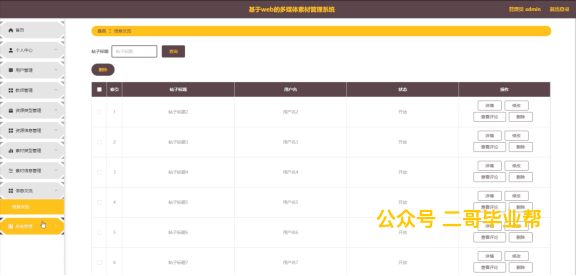 基于web的多媒体素材管理系统
管理员 admin 退出登录
首页
个人中心
用户管理
教师管理
资源类型管理
资源信息管理
素材类型管理
素材信息管理
信息交流
系统管理
首页
信息交流
帖子标题 帖子标题 查询
删除
索引 帖子标题 用户名 状态 操作
1 帖子标题2 用户名2 开放 详情 修改
查看评论 删除
2 帖子标题3 用户名3 开放 详情 修改
查看评论 删除
3 帖子标题4 用户名4 开放 详情 修改
查看评论 删除
4 帖子标题5 用户名5 开放 详情 修改
查看评论 删除
5 帖子标题6 用户名6 开放 详情 修改
查看评论 删除
6 帖子标题7 用户名7 开放 详情 修改
查看评论 删除
公众号 二哥毕业帮